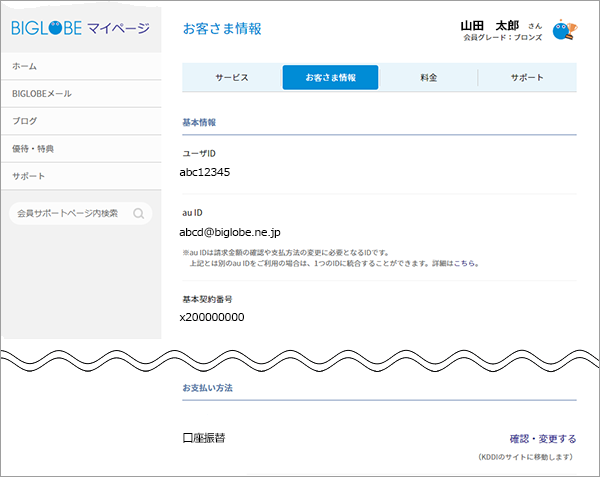 BIGLOBE マイページ
ホーム
BIGLOBEメール
ブログ
優待・特典
サポート
会員サポートページ内検索
お客さま情報
山田 太郎 さん
会員グレード：ブロンズ
サービス お客さま情報 料金 サポート
基本情報
ユーザID
abc12345
au ID
abcd@biglobe.ne.jp
※au IDは請求金額の確認や支払方法の変更に必要となるIDです。
上記とは別のau IDをご利用の場合は、1つのIDに統合することができます。詳細はこちら。
基本契約番号
x200000000
お支払い方法
口座振替 確認・変更する
（KDDIのサイトに移動します）